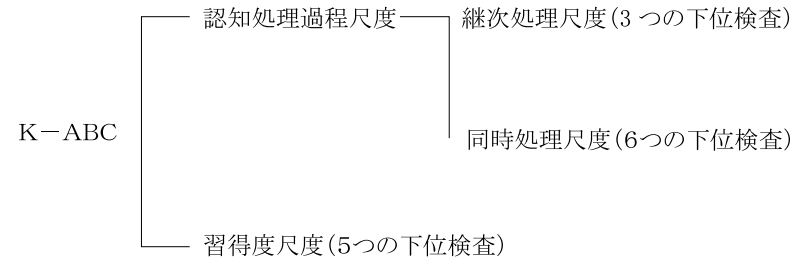 認知処理過程尺度
継次処理尺度(3つの下位検査)
K-ABC
同時処理尺度(6つの下位検査)
習得度尺度(5つの下位検査)